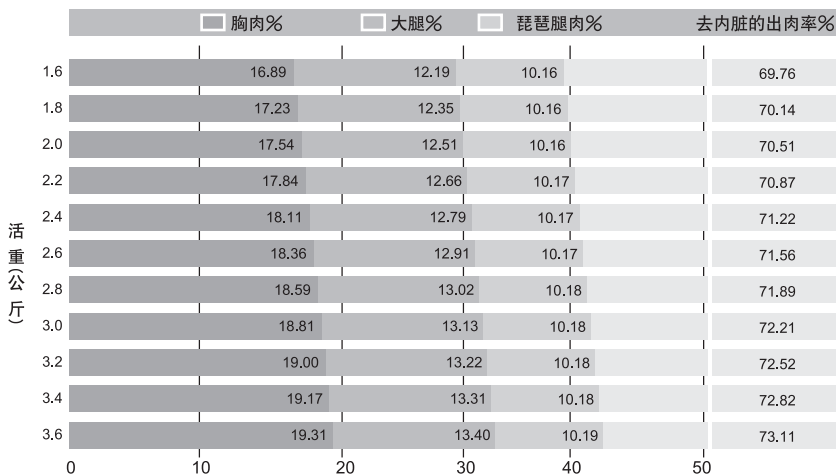 胸肉% 大腿% 琵琶腿肉% 去内脏的出肉率%
活重(公斤)
1.6 16.89 12.19 10.16 69.76
1.8 17.23 12.35 10.16 70.14
2.0 17.54 12.51 10.16 70.51
2.2 17.84 12.66 10.17 70.87
2.4 18.11 12.79 10.17 71.22
2.6 18.36 12.91 10.17 71.56
2.8 18.59 13.02 10.18 71.89
3.0 18.81 13.13 10.18 72.21
3.2 19.00 13.22 10.18 72.52
3.4 19.17 13.31 10.18 72.82
3.6 19.31 13.40 10.19 73.11
0 10 20 30 40 50